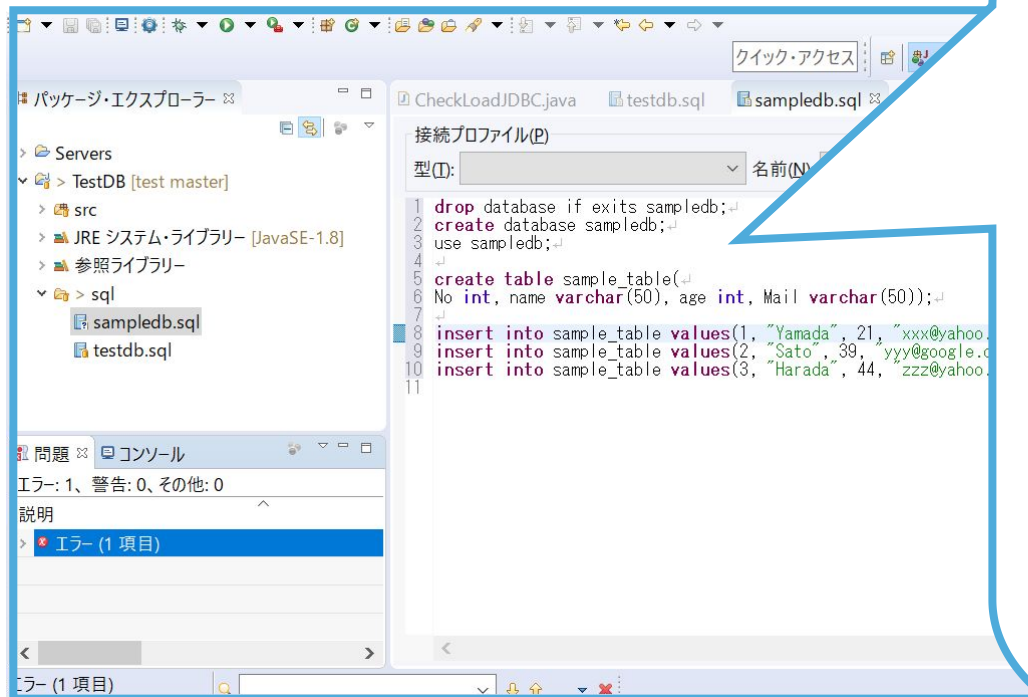 クイック・アクセス
パッケージ・エクスプローラー
Servers
> TestDB [test master]
src
JRE システム・ライブラリー [JavaSE-1.8]
参照ライブラリー
> sql
sampledb.sql
testdb.sql
CheckLoadJDBC.java testdb.sql sampledb.sql
接続プロファイル(P)
型(T): 名前(N)
1 drop database if exits sampledb;
2 create database sampledb;
3 use sampledb;
4
5 create table sample_table(
6 No int, name varchar(50), age int, Mail varchar(50));
7
8 insert into sample_table values(1, "Yamada", 21, "xxx@yahoo.
9 insert into sample_table values(2, "Sato", 39, "yyy@google.c
10 insert into sample_table values(3, "Harada", 44, "zzz@yahoo.
11
問題 コンソール
エラー: 1、警告: 0、その他: 0
説明
エラー (1 項目)
エラー (1 項目)